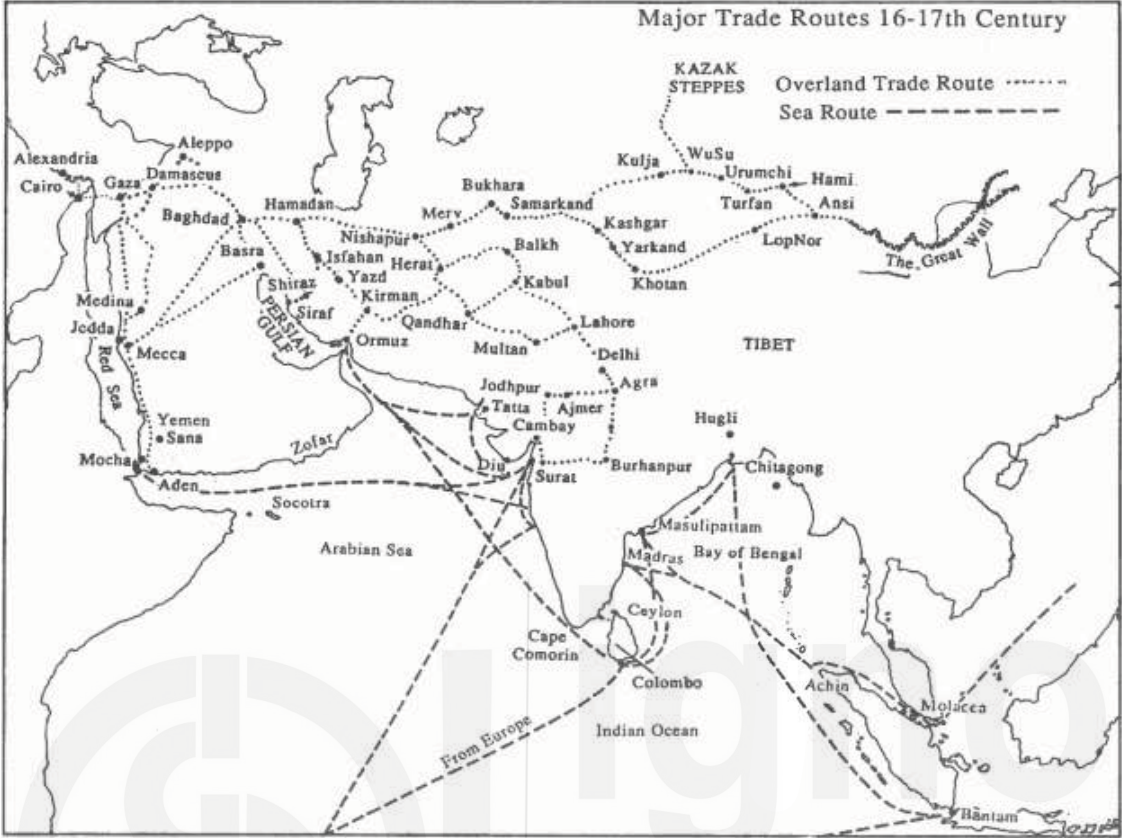 Major Trade Routes 16-17th Century
KAZAK
STEPPES
Overland Trade Route
Sea Route
Aleppo
Alexandria
Damascus
Cairo
Gaza
Kulja
WuSu
Urumchi
Hami
Turfan
Ansi
Bukhara
Samarkand
Hamadan
Baghdad
Merv
Nishapur
Kashgar
Balkh
Yarkand
LopNor
The Great Wall
Basra
Isfahan
Herat
Khotan
Yazd
Shiraz
Kabul
Siraf
Kirman
Medina
PERSIAN
GULF
Qandhar
Lahore
Jedda
Mecca
Ormuz
Multan
TIBET
Red Sea
Delhi
Jodhpur
Agra
Tatta
Ajmer
Yemen
Sana
Hugli
Cambay
Zofar
Mocha
Diu
Surat
Burhanpur
Chitagong
Aden
Socotra
Masulipattam
Arabian Sea
Madras
Bay of Bengal
Ceylon
Cape
Comorin
Colombo
Achin
Molacca
From Europe
Indian Ocean
Bantam
Igno